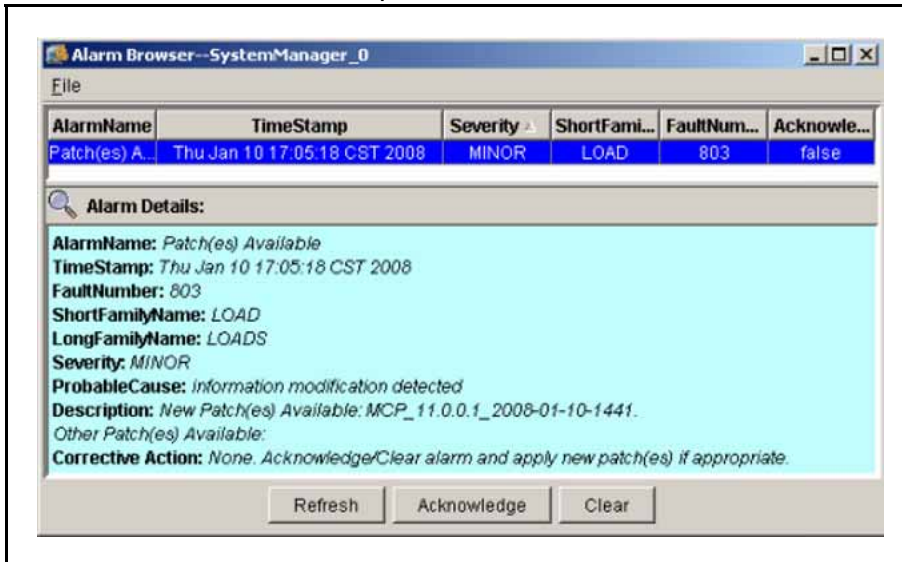 Alarm Browser--SystemManager_0
File
AlarmName TimeStamp Severity ShortFami... FaultNum... Acknowle...
Patch(es) A... Thu Jan 10 17:05:18 CST 2008 MINOR LOAD 803 false
Alarm Details:
AlarmName: Patch(es) Available
TimeStamp: Thu Jan 10 17:05:18 CST 2008
FaultNumber: 803
ShortFamilyName: LOAD
LongFamilyName: LOADS
Severity: MINOR
ProbableCause: Information modification detected
Description: New Patch(es) Available: MCP_11.0.0.1_2008-01-10-1441.
Other Patch(es) Available:
Corrective Action: None. Acknowledge/Clear alarm and apply new patch(es) if appropriate.
Refresh Acknowledge Clear